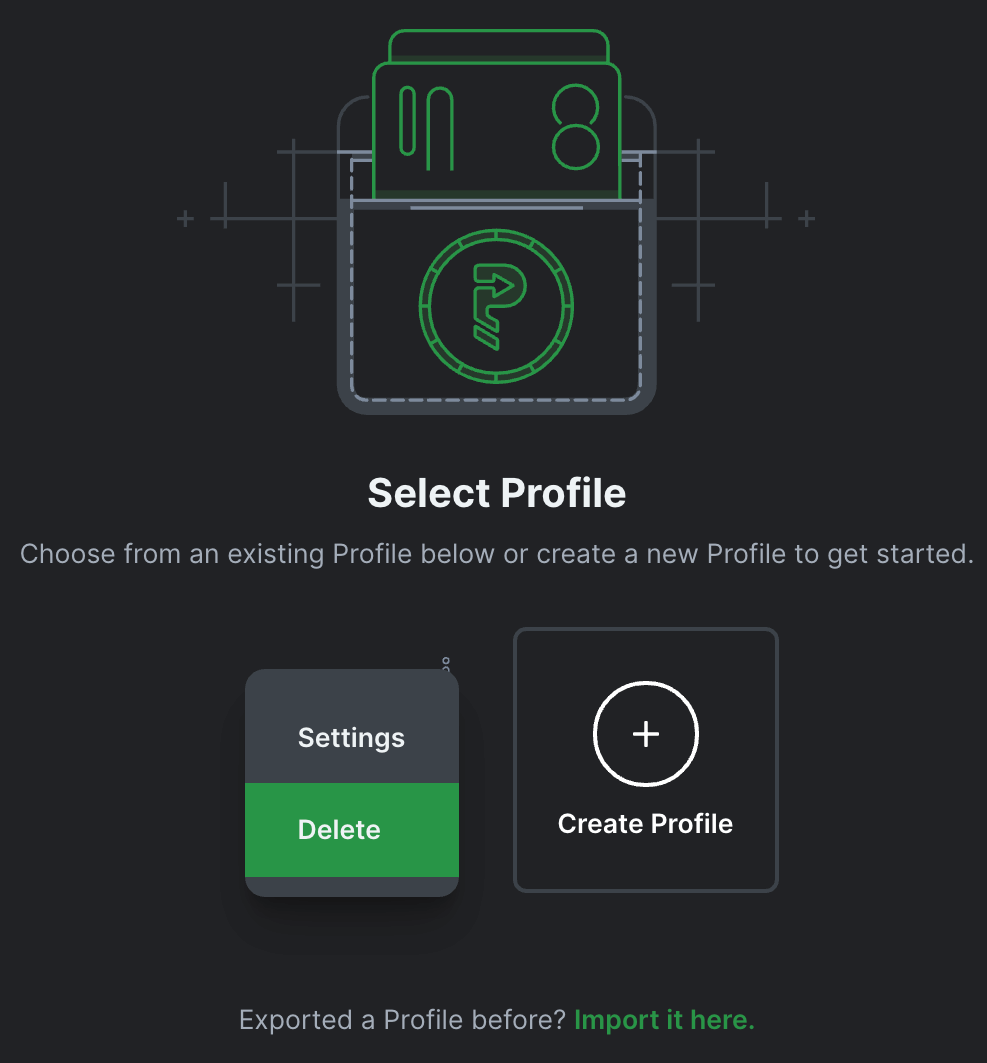 Select Profile
Choose from an existing Profile below or create a new Profile to get started.
Settings
Delete
Create Profile
Exported a Profile before? Import it here.